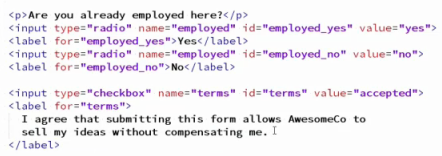 <p>Are you already employed here?</p>
<input type="radio" name="employed" id="employed_yes" value="yes">
<label for="employed_yes">Yes</label>
<input type="radio" name="employed" id="employed_no" value="no">
<label for="employed_no">No</label>
<input type="checkbox" name="terms" id="terms" value="accepted">
<label for="terms">
I agree that submitting this form allows AwesomeCo to
sell my ideas without compensating me.
</label>